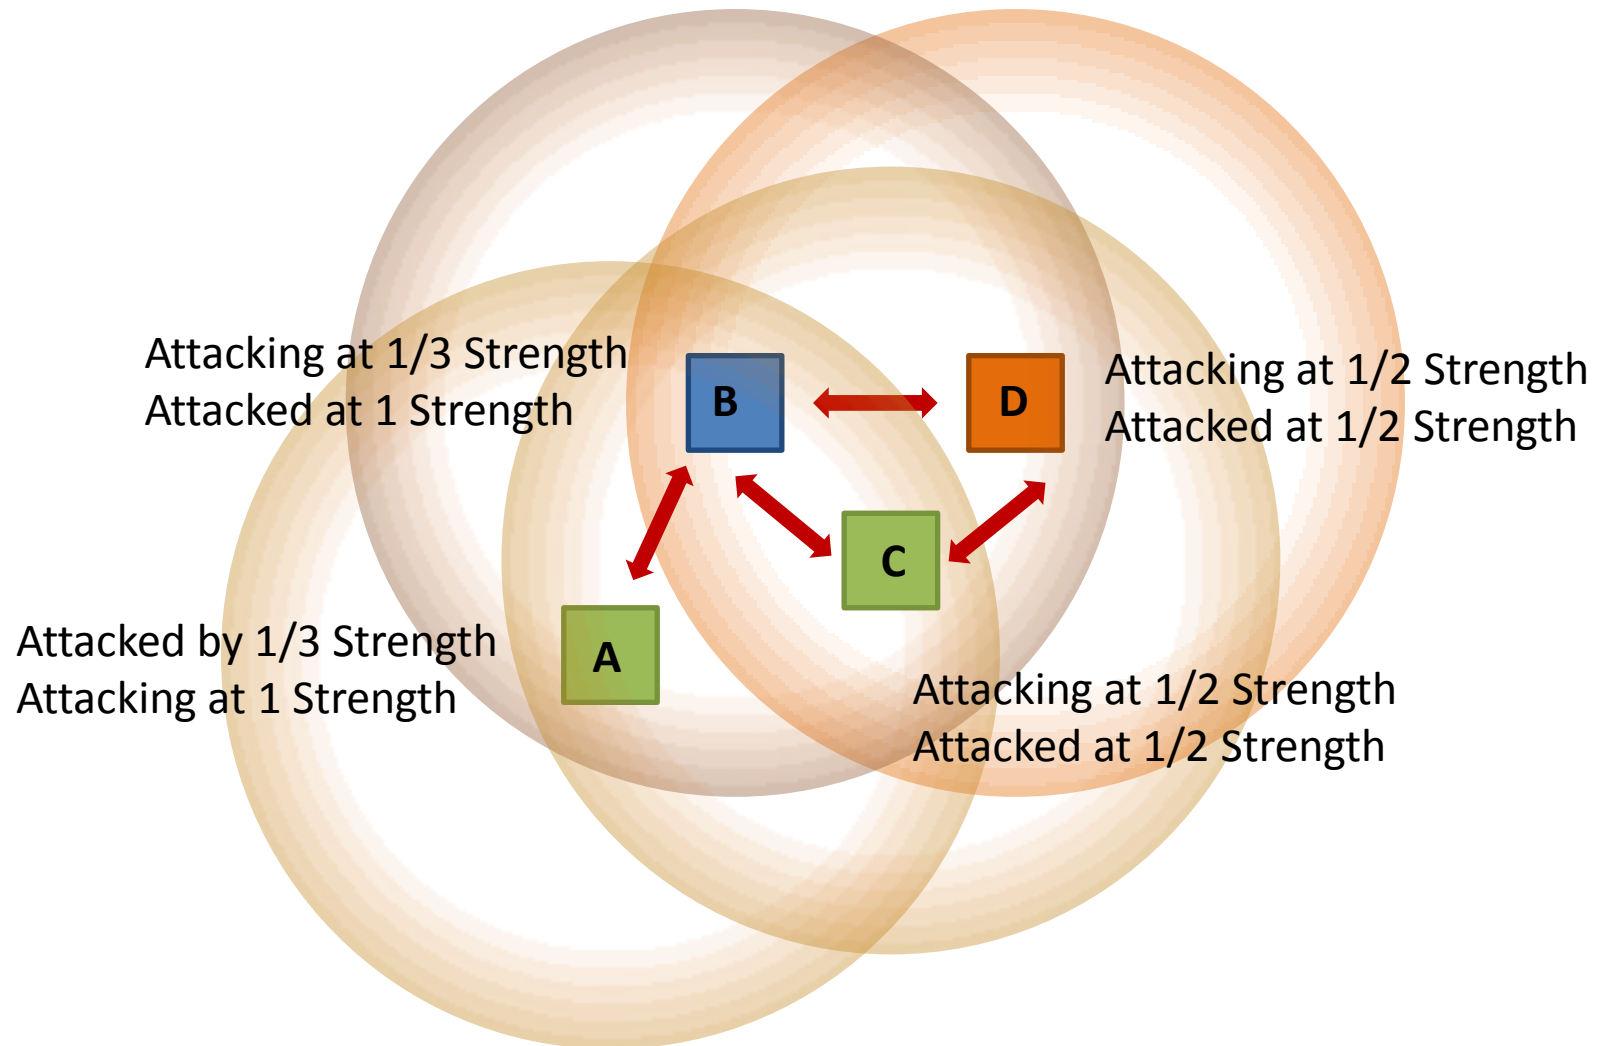 Attacking at 1/3 Strength
Attacked at 1 Strength
B
D
Attacking at 1/2 Strength
Attacked at 1/2 Strength
C
A
Attacked by 1/3 Strength
Attacking at 1 Strength
Attacking at 1/2 Strength
Attacked at 1/2 Strength